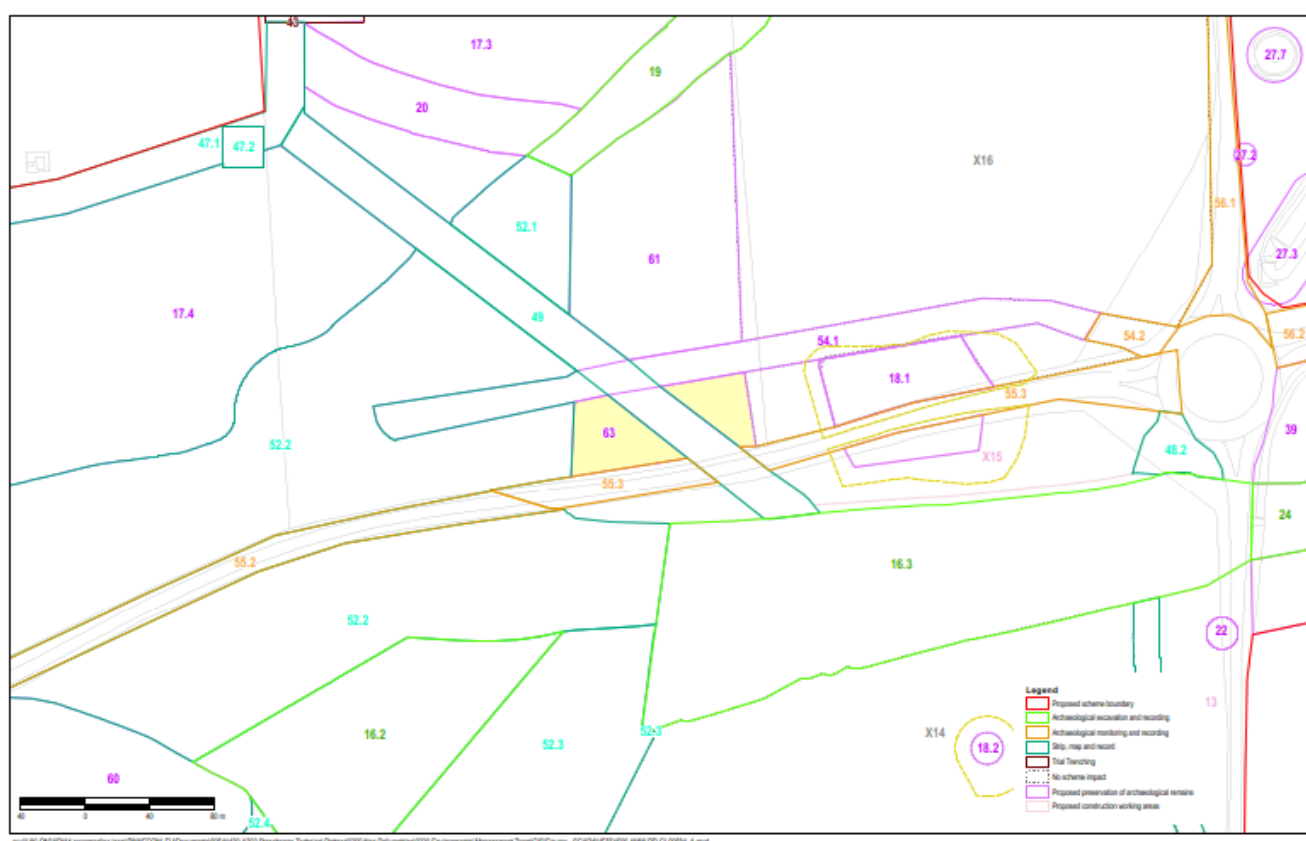 43
17.3
27.7
19
20
47.1
47.2
27.2
X16
56.1
52.1
27.3
61
17.4
49
54.1
54.2
56.2
18.1
55.3
63
39
52.2
48.2
X15
55.3
24
16.3
55.2
52.2
22
Legend
Proposed scheme boundary
Archaeological excavation and recording
Archaeological monitoring and recording
Strip, map and record
Trial Trenching
No scheme impact
Proposed preservation of archaeological remains
Proposed construction working areas
13
52.3
X14
16.2
52.3
18.2
60
52.4
40 0 40 80 m